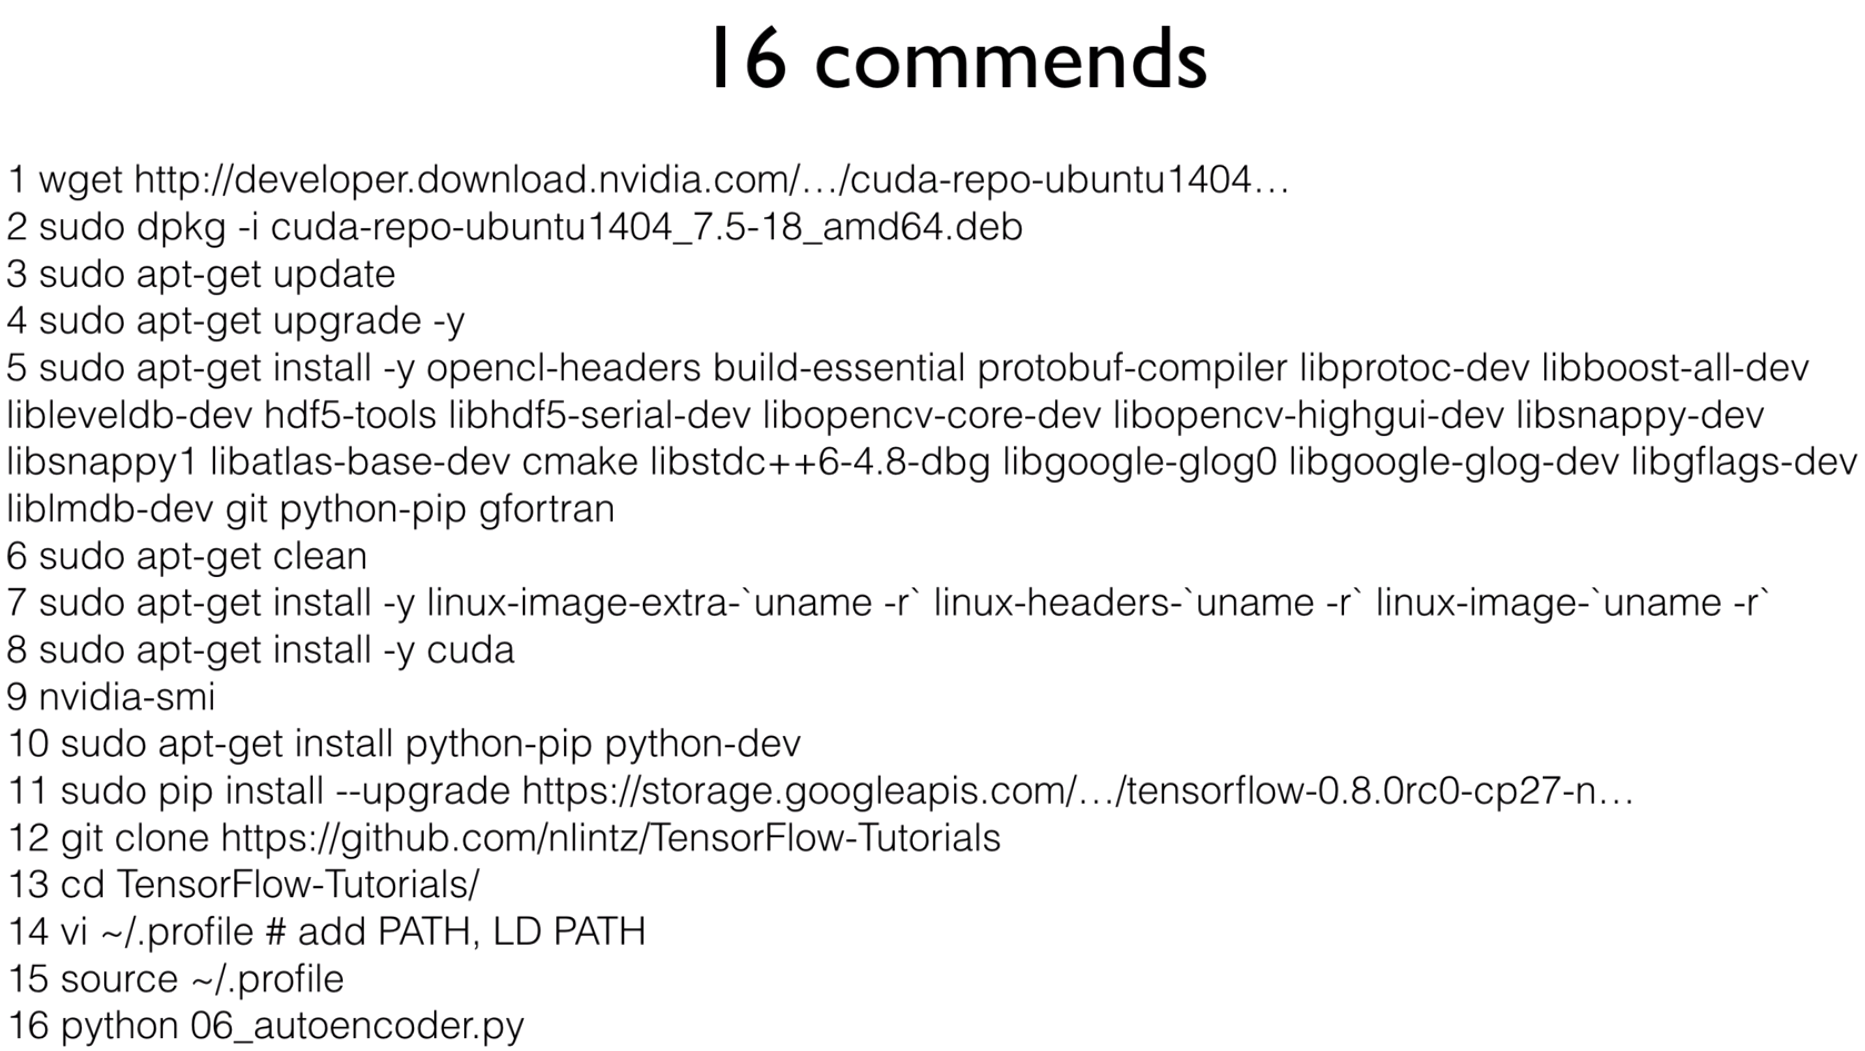 16 commends
1 wget http://developer.download.nvidia.com/…/cuda-repo-ubuntu1404…
2 sudo dpkg -i cuda-repo-ubuntu1404_7.5-18_amd64.deb
3 sudo apt-get update
4 sudo apt-get upgrade -y
5 sudo apt-get install -y opencl-headers build-essential protobuf-compiler libprotoc-dev libboost-all-dev
libleveldb-dev hdf5-tools libhdf5-serial-dev libopencv-core-dev libopencv-highgui-dev libsnappy-dev
libsnappy1 libatlas-base-dev cmake libstdc++6-4.8-dbg libgoogle-glog0 libgoogle-glog-dev libgflags-dev
liblmdb-dev git python-pip gfortran
6 sudo apt-get clean
7 sudo apt-get install -y linux-image-extra-`uname -r` linux-headers-`uname -r` linux-image-`uname -r`
8 sudo apt-get install -y cuda
9 nvidia-smi
10 sudo apt-get install python-pip python-dev
11 sudo pip install --upgrade https://storage.googleapis.com/…/tensorflow-0.8.0rc0-cp27-n…
12 git clone https://github.com/nlintz/TensorFlow-Tutorials
13 cd TensorFlow-Tutorials/
14 vi ~/.profile # add PATH, LD PATH
15 source ~/.profile
16 python 06_autoencoder.py